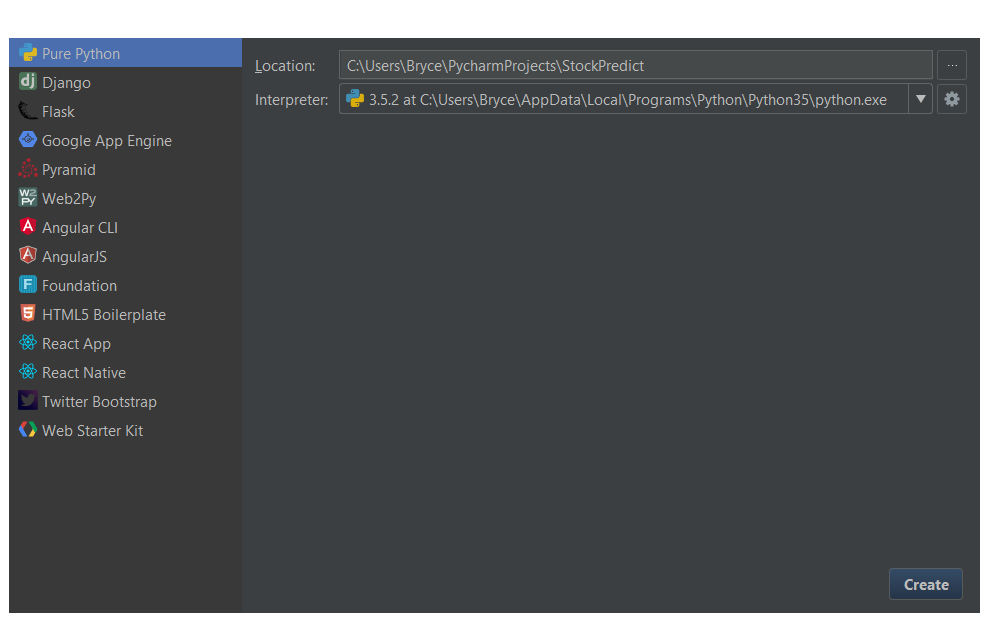 Pure Python
Django
Flask
Google App Engine
Pyramid
Web2Py
Angular CLI
AngularJS
Foundation
HTML5 Boilerplate
React App
React Native
Twitter Bootstrap
Web Starter Kit
Location: C:\Users\Bryce\PycharmProjects\StockPredict ...
Interpreter: 3.5.2 at C:\Users\Bryce\AppData\Local\Programs\Python\Python35\python.exe
Create